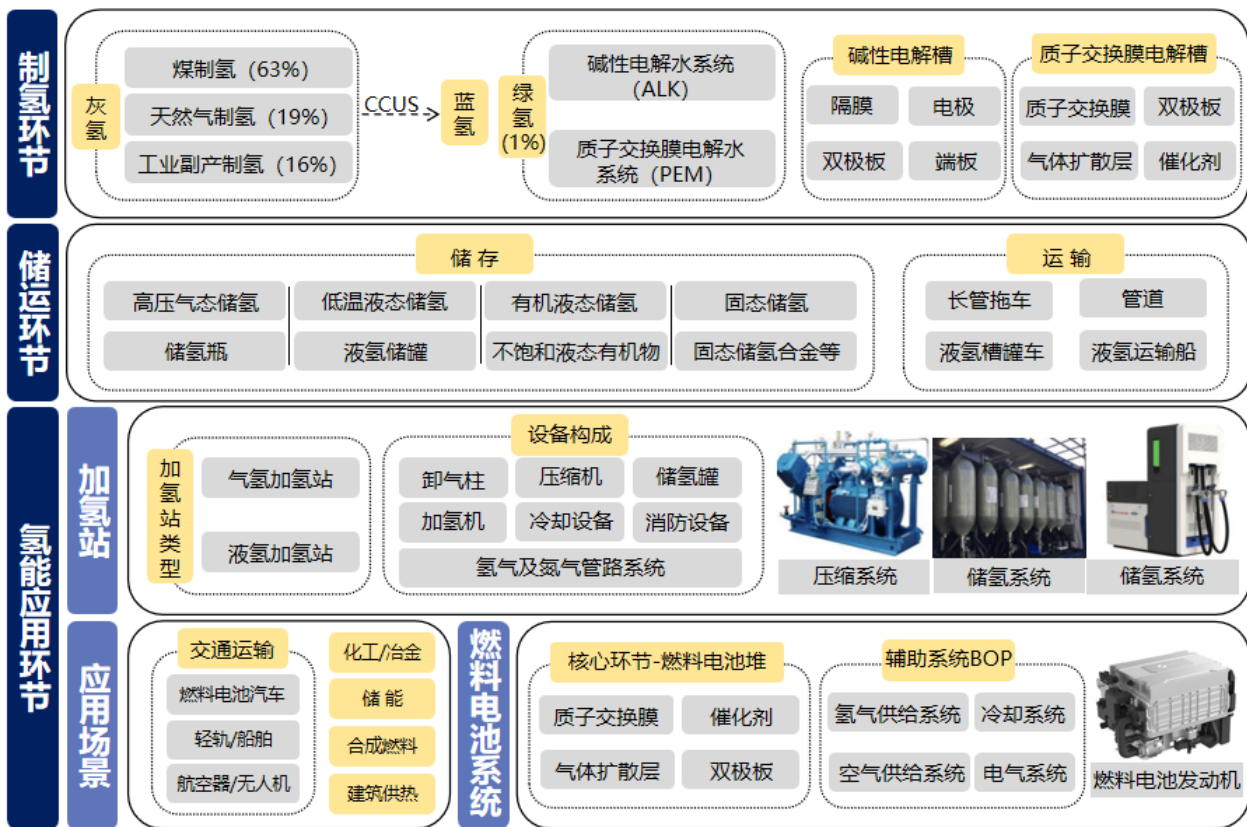 制氢环节
灰氢
煤制氢（63%）
天然气制氢（19%）
工业副产制氢（16%）
CCUS
蓝氢
绿氢
(1%)
碱性电解水系统
(ALK)
质子交换膜电解水
系统（PEM）
碱性电解槽
隔膜
电极
双极板
端板
质子交换膜电解槽
质子交换膜
双极板
气体扩散层
催化剂
储运环节
储 存
高压气态储氢
低温液态储氢
有机液态储氢
固态储氢
储氢瓶
液氢储罐
不饱和液态有机物
固态储氢合金等
运 输
长管拖车
管道
液氢槽罐车
液氢运输船
氢能应用环节
加氢站
加氢站类型
气氢加氢站
液氢加氢站
设备构成
卸气柱
压缩机
储氢罐
加氢机
冷却设备
消防设备
氢气及氮气管路系统
压缩系统
储氢系统
储氢系统
应用场景
交通运输
燃料电池汽车
轻轨/船舶
航空器/无人机
化工/冶金
储 能
合成燃料
建筑供热
燃料电池系统
核心环节-燃料电池堆
质子交换膜
催化剂
气体扩散层
双极板
辅助系统BOP
氢气供给系统
冷却系统
空气供给系统
电气系统
燃料电池发动机